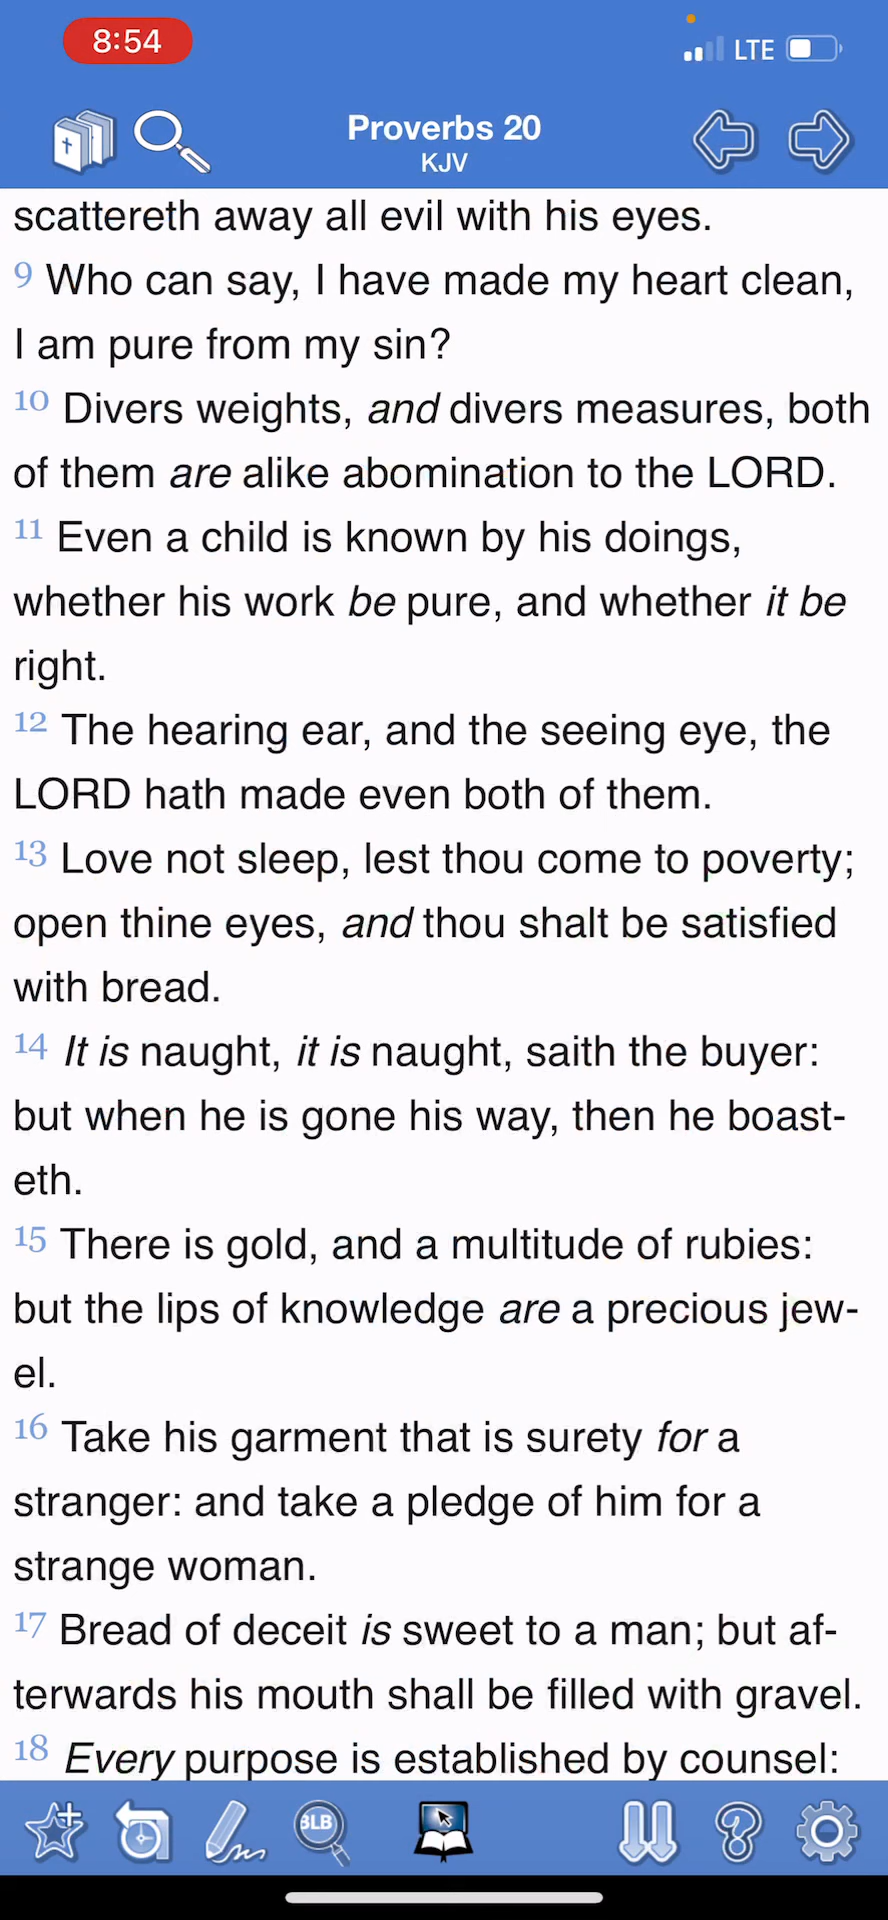 8:54
LTE
Proverbs 20
KJV
scattereth away all evil with his eyes.
9 Who can say, I have made my heart clean,
I am pure from my sin?
10 Divers weights, and divers measures, both
of them are alike abomination to the LORD.
11 Even a child is known by his doings,
whether his work be pure, and whether it be
right.
12 The hearing ear, and the seeing eye, the
LORD hath made even both of them.
13 Love not sleep, lest thou come to poverty;
open thine eyes, and thou shalt be satisfied
with bread.
14 It is naught, it is naught, saith the buyer:
but when he is gone his way, then he boast-
eth.
15 There is gold, and a multitude of rubies:
but the lips of knowledge are a precious jew-
el.
16 Take his garment that is surety for a
stranger: and take a pledge of him for a
strange woman.
17 Bread of deceit is sweet to a man; but af-
terwards his mouth shall be filled with gravel.
18 Every purpose is established by counsel:
BLB